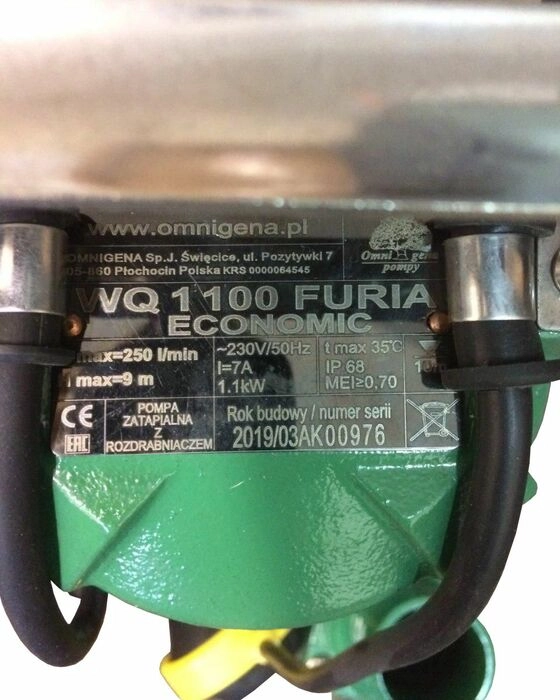 www.omnigena.pl
OMNIGENA Sp.J. Święcice, ul. Pozytywki 7
05-860 Płochocin Polska KRS 0000064545
Omnigena
pompy
WQ 1100 FURIA
ECONOMIC
max=250 l/min
~230V/50Hz
t max 35°C
max=9 m
I=7A
IP 68
10m
1.1kW
MEI≥0,70
CE
EAC
POMPA
ZATAPIALNA
Z
ROZDRABNIACZEM
Rok budowy / numer serii
2019/03AK00976